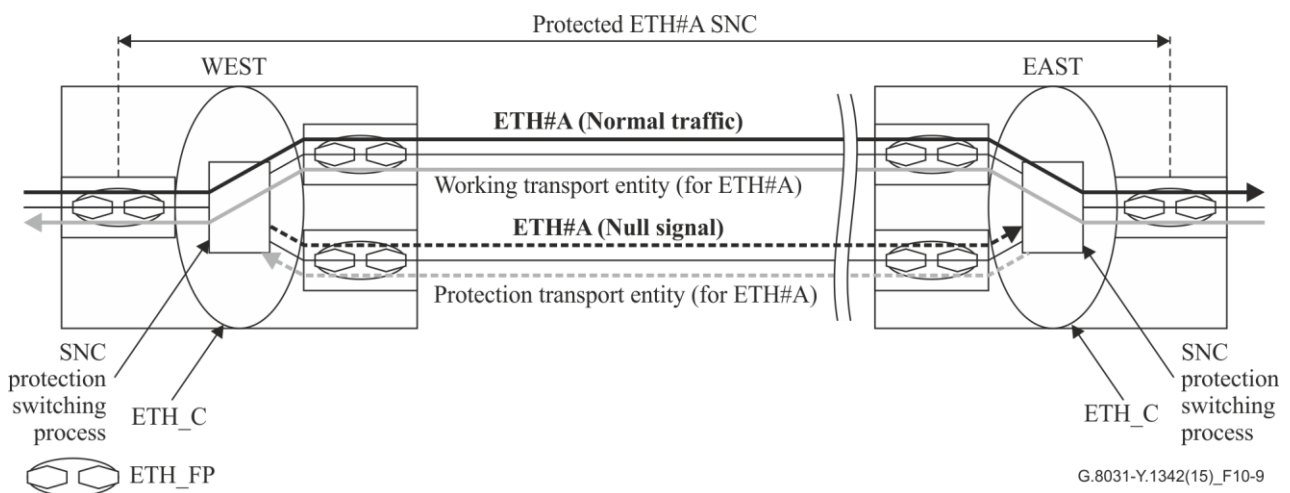 Protected ETH#A SNC
WEST
EAST
ETH#A (Normal traffic)
Working transport entity (for ETH#A)
ETH#A (Null signal)
Protection transport entity (for ETH#A)
SNC
protection
switching
process
ETH_C
ETH_C
SNC
protection
switching
process
ETH_FP
G.8031-Y.1342(15)_F10-9